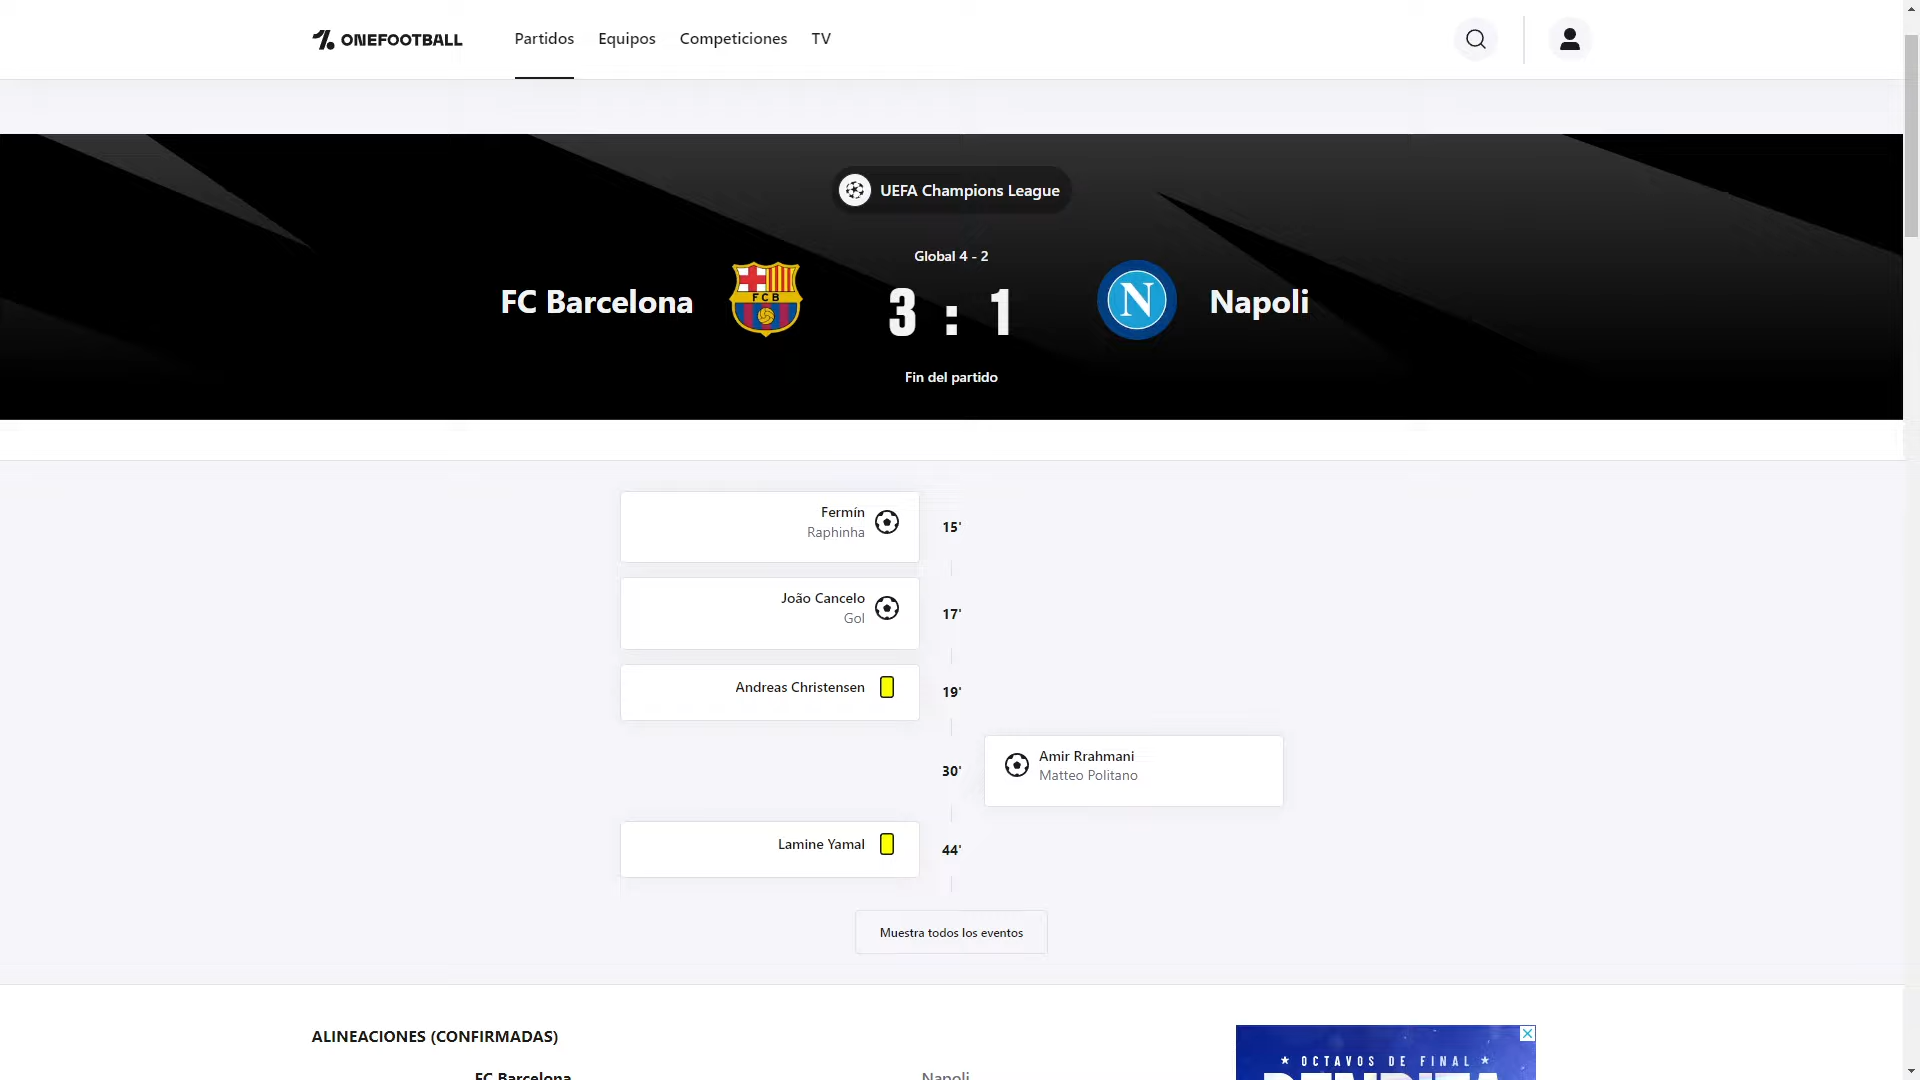 ONEFOOTBALL
Partidos
Equipos
Competiciones
TV
UEFA Champions League
Global 4 - 2
FC Barcelona
FCB
3 : 1
N
Napoli
Fin del partido
Fermín
Raphinha
15'
João Cancelo
Gol
17'
Andreas Christensen
19'
30'
Amir Rrahmani
Matteo Politano
Lamine Yamal
44'
Muestra todos los eventos
ALINEACIONES (CONFIRMADAS)
FC Barcelona
Napoli
★ OCTAVOS DE FINAL ★